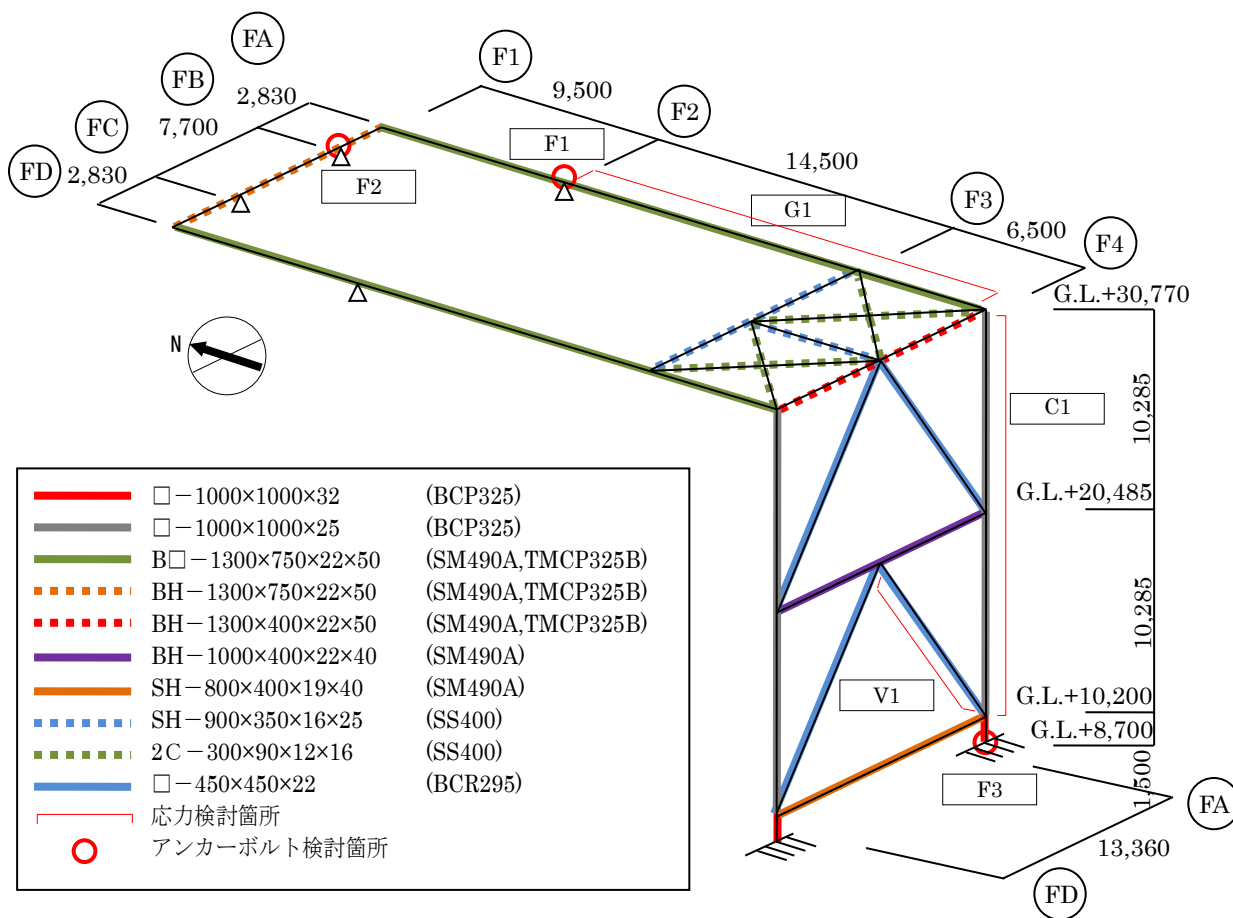 FA
FB
FC
FD
2,830
7,700
2,830
F1
F2
F3
F4
9,500
14,500
6,500
F1
F2
G1
N
G.L.+30,770
10,285
C1
G.L.+20,485
10,285
V1
G.L.+10,200
G.L.+8,700
F3
1,500
FA
13,360
FD
□－1000×1000×32 (BCP325)
□－1000×1000×25 (BCP325)
B□－1300×750×22×50 (SM490A,TMCP325B)
BH－1300×750×22×50 (SM490A,TMCP325B)
BH－1300×400×22×50 (SM490A,TMCP325B)
BH－1000×400×22×40 (SM490A)
SH－800×400×19×40 (SM490A)
SH－900×350×16×25 (SS400)
2C－300×90×12×16 (SS400)
□－450×450×22 (BCR295)
応力検討箇所
アンカーボルト検討箇所